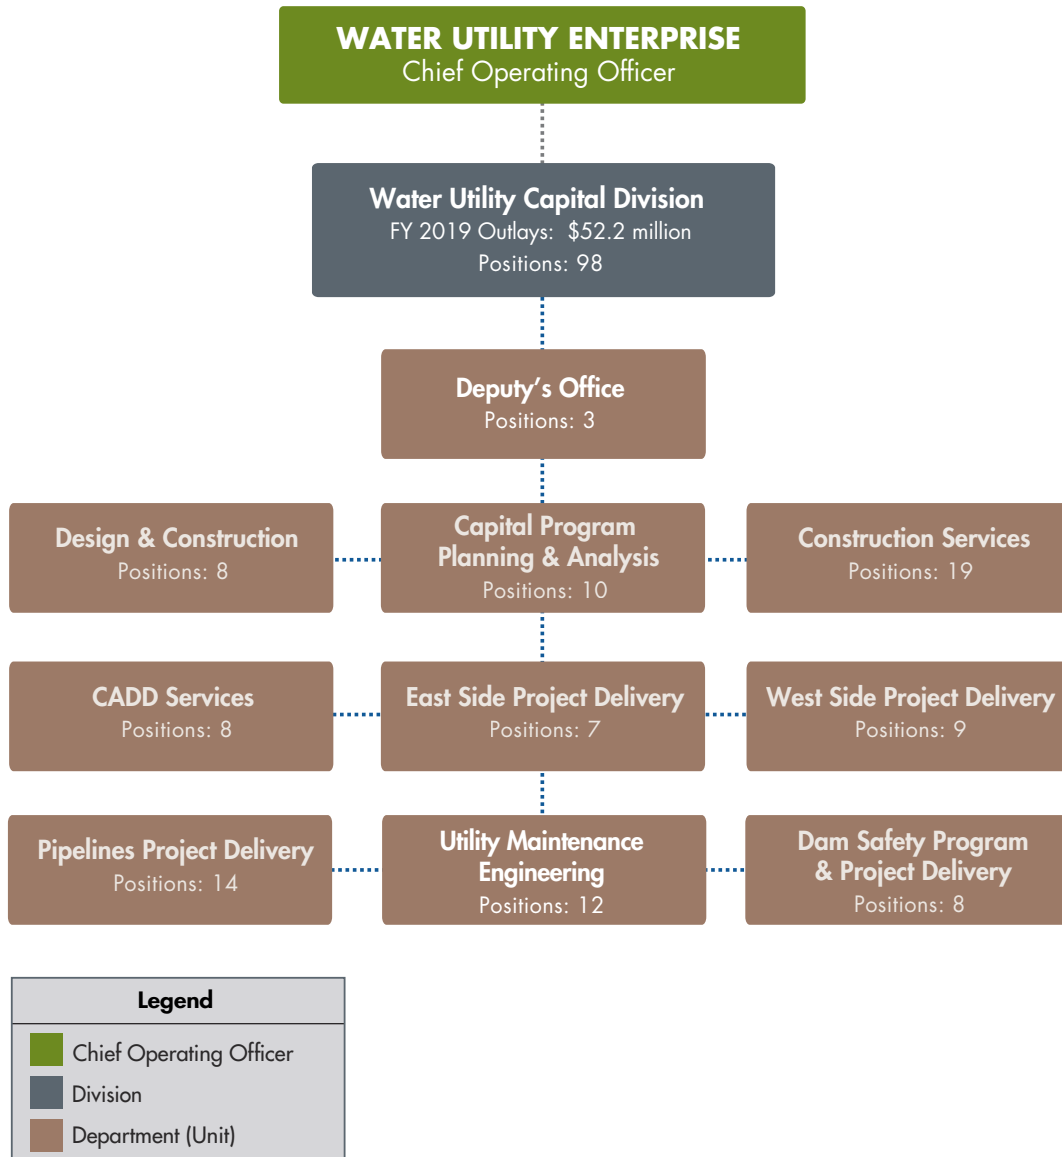 WATER UTILITY ENTERPRISE
Chief Operating Officer
Water Utility Capital Division
FY 2019 Outlays: $52.2 million
Positions: 98
Deputy’s Office
Positions: 3
Design & Construction
Positions: 8
Capital Program
Planning & Analysis
Positions: 10
Construction Services
Positions: 19
CADD Services
Positions: 8
East Side Project Delivery
Positions: 7
West Side Project Delivery
Positions: 9
Pipelines Project Delivery
Positions: 14
Utility Maintenance
Engineering
Positions: 12
Dam Safety Program
& Project Delivery
Positions: 8
Legend
Chief Operating Officer
Division
Department (Unit)